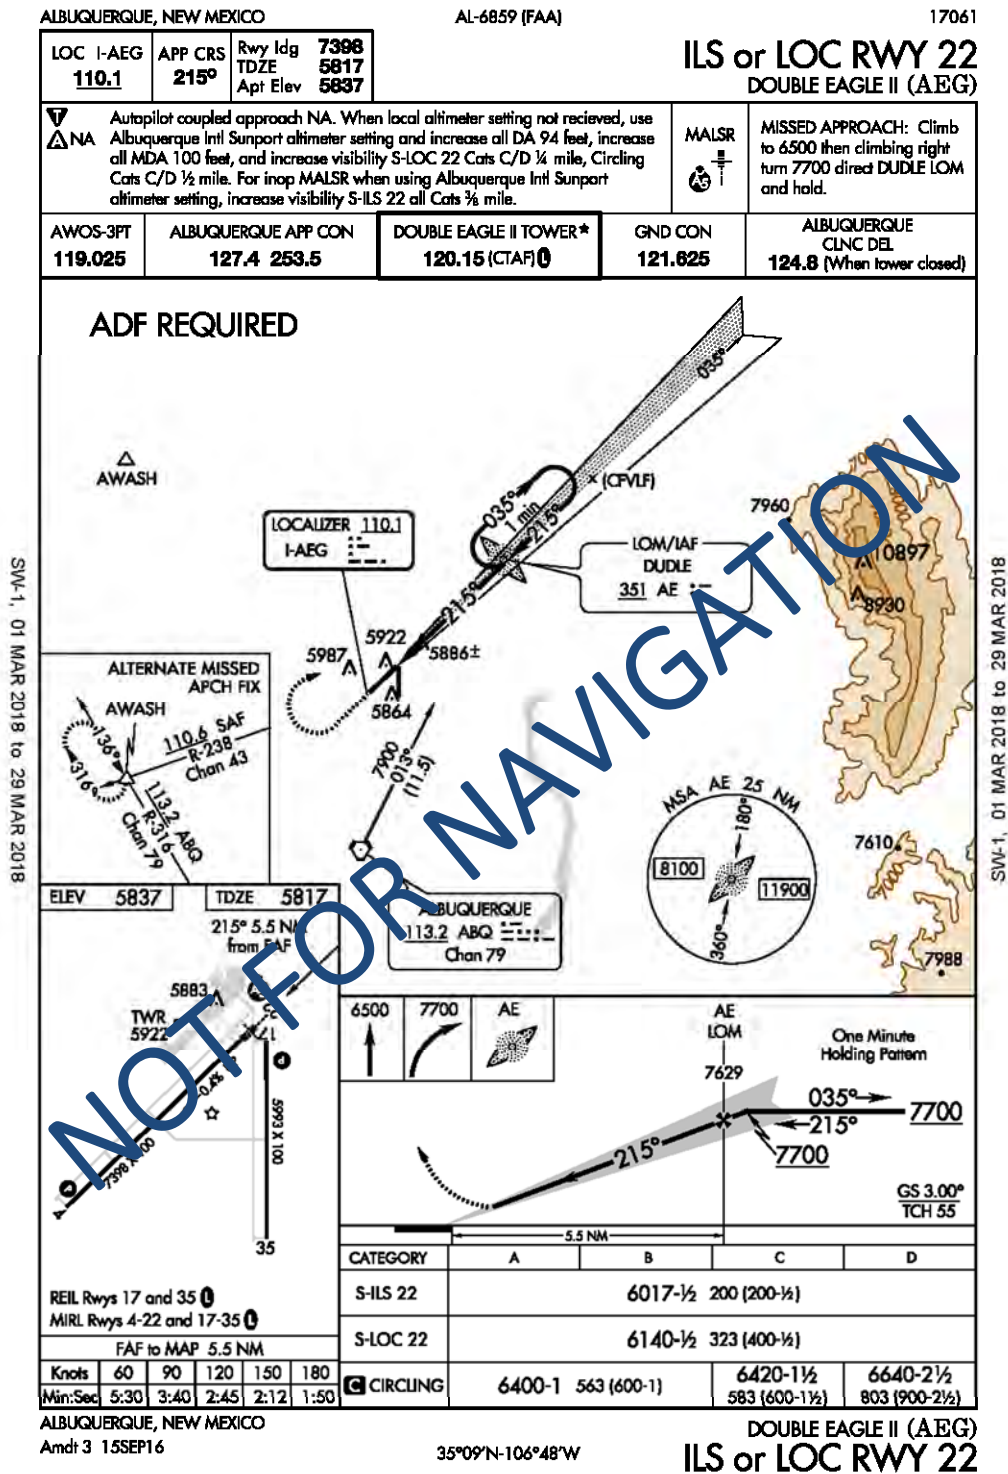 ALBUQUERQUE, NEW MEXICO
AL-6859 (FAA)
17061
LOC I-AEG
110.1
APP CRS
215°
Rwy ldg 7398
TDZE 5817
Apt Elev 5837
ILS or LOC RWY 22
DOUBLE EAGLE II (AEG)
T
A NA
Autopilot coupled approach NA. When local altimeter setting not recieved, use
Albuquerque Intl Sunport altimeter setting and increase all DA 94 feet, increase
all MDA 100 feet, and increase visibility S-LOC 22 Cats C/D ¼ mile, Circling
Cats C/D ½ mile. For inop MALSR when using Albuquerque Intl Sunport
altimeter setting, increase visibility S-ILS 22 all Cats ⅜ mile.
MALSR
A5
MISSED APPROACH: Climb
to 6500 then climbing right
turn 7700 direct DUDLE LOM
and hold.
AWOS-3PT
119.025
ALBUQUERQUE APP CON
127.4 253.5
DOUBLE EAGLE II TOWER*
120.15 (CTAF) L
GND CON
121.625
ALBUQUERQUE
CLNC DEL
124.8 (When tower closed)
ADF REQUIRED
035°
AWASH
(CFVLF)
035°
1 min
215°
LOCALIZER 110.1
I-AEG
LOM/IAF
DUDLE
351 AE
7960
10897
8930
215°
5922
5987
5886±
5864
7900
013°
(11.5)
ALTERNATE MISSED
APCH FIX
AWASH
136°
316°
110.6 SAF
R-238
Chan 43
113.2 ABQ
R-316
Chan 79
MSA AE 25 NM
180°
8100
11900
360°
7610
7988
ALBUQUERQUE
113.2 ABQ
Chan 79
NOT FOR NAVIGATION
SW-1, 01 MAR 2018 to 29 MAR 2018
SW-1, 01 MAR 2018 to 29 MAR 2018
ELEV 5837
TDZE 5817
215° 5.5 NM
from FAF
5883
TWR
5922
22
17
-0.4%
P
5993 X 100
7398 X 100
4
35
REIL Rwys 17 and 35 L
MIRL Rwys 4-22 and 17-35 L
FAF to MAP 5.5 NM
Knots 60 90 120 150 180
Min:Sec 5:30 3:40 2:45 2:12 1:50
6500
7700
AE
AE
LOM
7629
One Minute
Holding Pattern
035°
215°
7700
7700
215°
GS 3.00°
TCH 55
5.5 NM
CATEGORY A B C D
S-ILS 22 6017-½ 200 (200-½)
S-LOC 22 6140-½ 323 (400-½)
C CIRCLING 6400-1 563 (600-1) 6420-1½ 583 (600-1½) 6640-2½ 803 (900-2½)
ALBUQUERQUE, NEW MEXICO
Amdt 3 15SEP16
35°09'N-106°48'W
DOUBLE EAGLE II (AEG)
ILS or LOC RWY 22